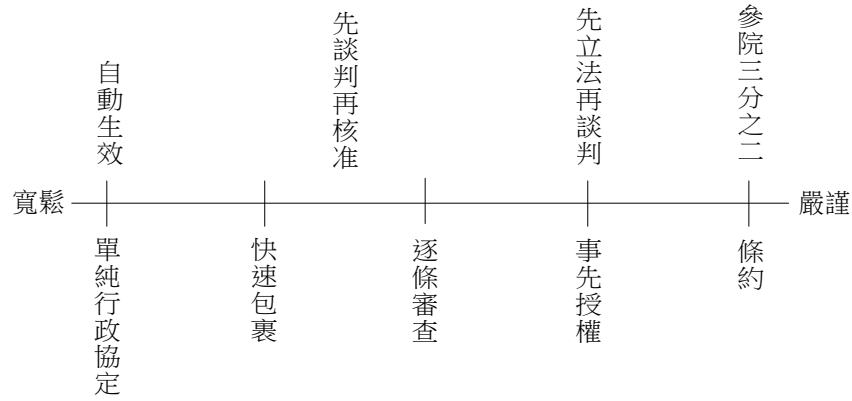 自動生效
先談判再核准
先立法再談判
參院三分之二
寬鬆
嚴謹
單純行政協定
快速包裹
逐條審查
事先授權
條約